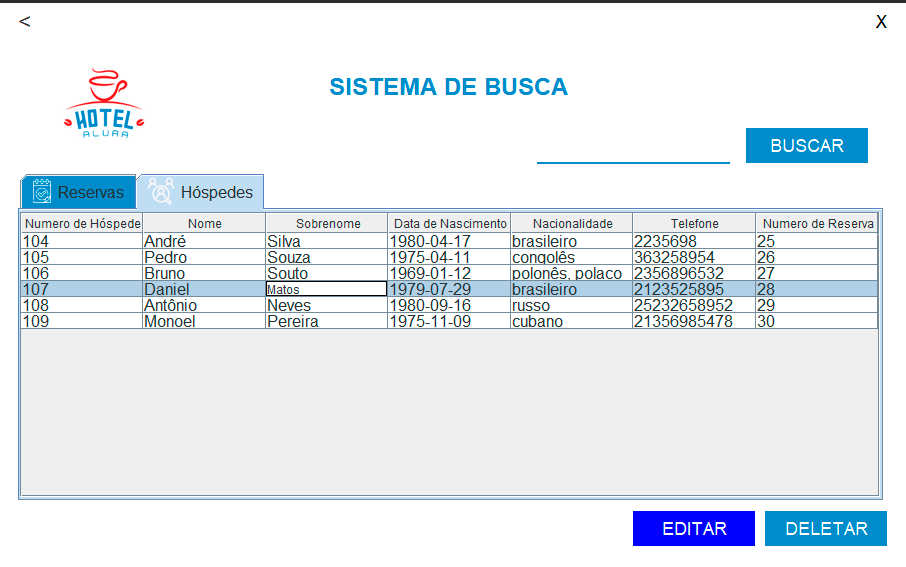 < X
SISTEMA DE BUSCA
HOTEL
ALURA
BUSCAR
Reservas Hóspedes
Numero de Hóspede Nome Sobrenome Data de Nascimento Nacionalidade Telefone Numero de Reserva
104 André Silva 1980-04-17 brasileiro 2235698 25
105 Pedro Souza 1975-04-11 congolês 363258954 26
106 Bruno Souto 1969-01-12 polonês, polaco 2356896532 27
107 Daniel Matos 1979-07-29 brasileiro 2123525895 28
108 Antônio Neves 1980-09-16 russo 25232658952 29
109 Monoel Pereira 1975-11-09 cubano 21356985478 30
EDITAR DELETAR